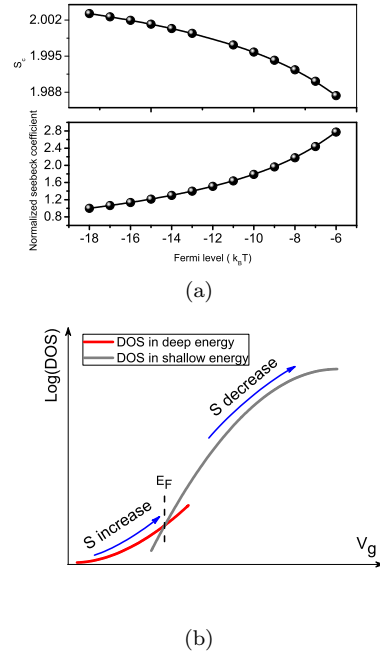 2.002
1.995
1.988
S_c
2.8
2.4
2.0
1.6
1.2
0.8
Normalized seebeck coefficient
-18 -16 -14 -12 -10 -8 -6
Fermi level ( k_BT)
(a)
Log(DOS)
DOS in deep energy
DOS in shallow energy
S decrease
E_F
S increase
V_g
(b)